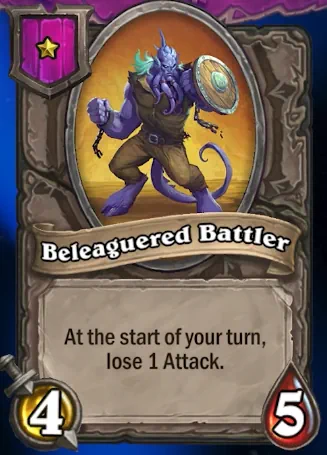 Beleaguered Battler
At the start of your turn,
lose 1 Attack.
4
5